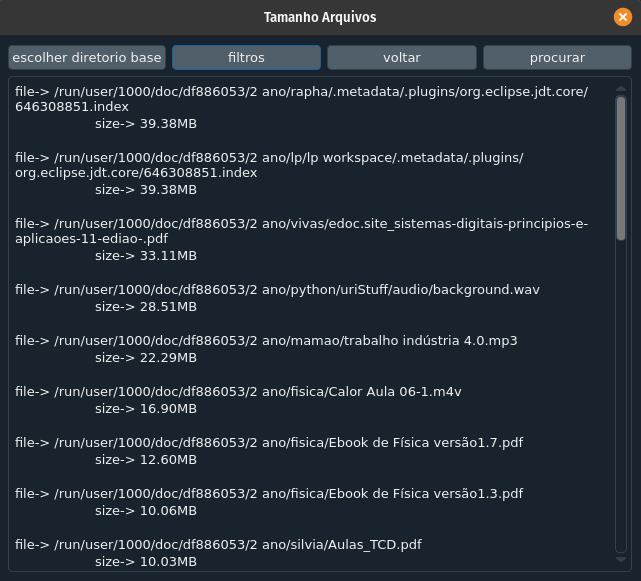 Tamanho Arquivos
escolher diretorio base
filtros
voltar
procurar
file-> /run/user/1000/doc/df886053/2 ano/rapha/.metadata/.plugins/org.eclipse.jdt.core/
646308851.index
size-> 39.38MB
file-> /run/user/1000/doc/df886053/2 ano/lp/lp workspace/.metadata/.plugins/
org.eclipse.jdt.core/646308851.index
size-> 39.38MB
file-> /run/user/1000/doc/df886053/2 ano/vivas/edoc.site_sistemas-digitais-principios-e-
aplicaoes-11-ediao-.pdf
size-> 33.11MB
file-> /run/user/1000/doc/df886053/2 ano/python/uriStuff/audio/background.wav
size-> 28.51MB
file-> /run/user/1000/doc/df886053/2 ano/mamao/trabalho indústria 4.0.mp3
size-> 22.29MB
file-> /run/user/1000/doc/df886053/2 ano/fisica/Calor Aula 06-1.m4v
size-> 16.90MB
file-> /run/user/1000/doc/df886053/2 ano/fisica/Ebook de Física versão1.7.pdf
size-> 12.60MB
file-> /run/user/1000/doc/df886053/2 ano/fisica/Ebook de Física versão1.3.pdf
size-> 10.06MB
file-> /run/user/1000/doc/df886053/2 ano/silvia/Aulas_TCD.pdf
size-> 10.03MB